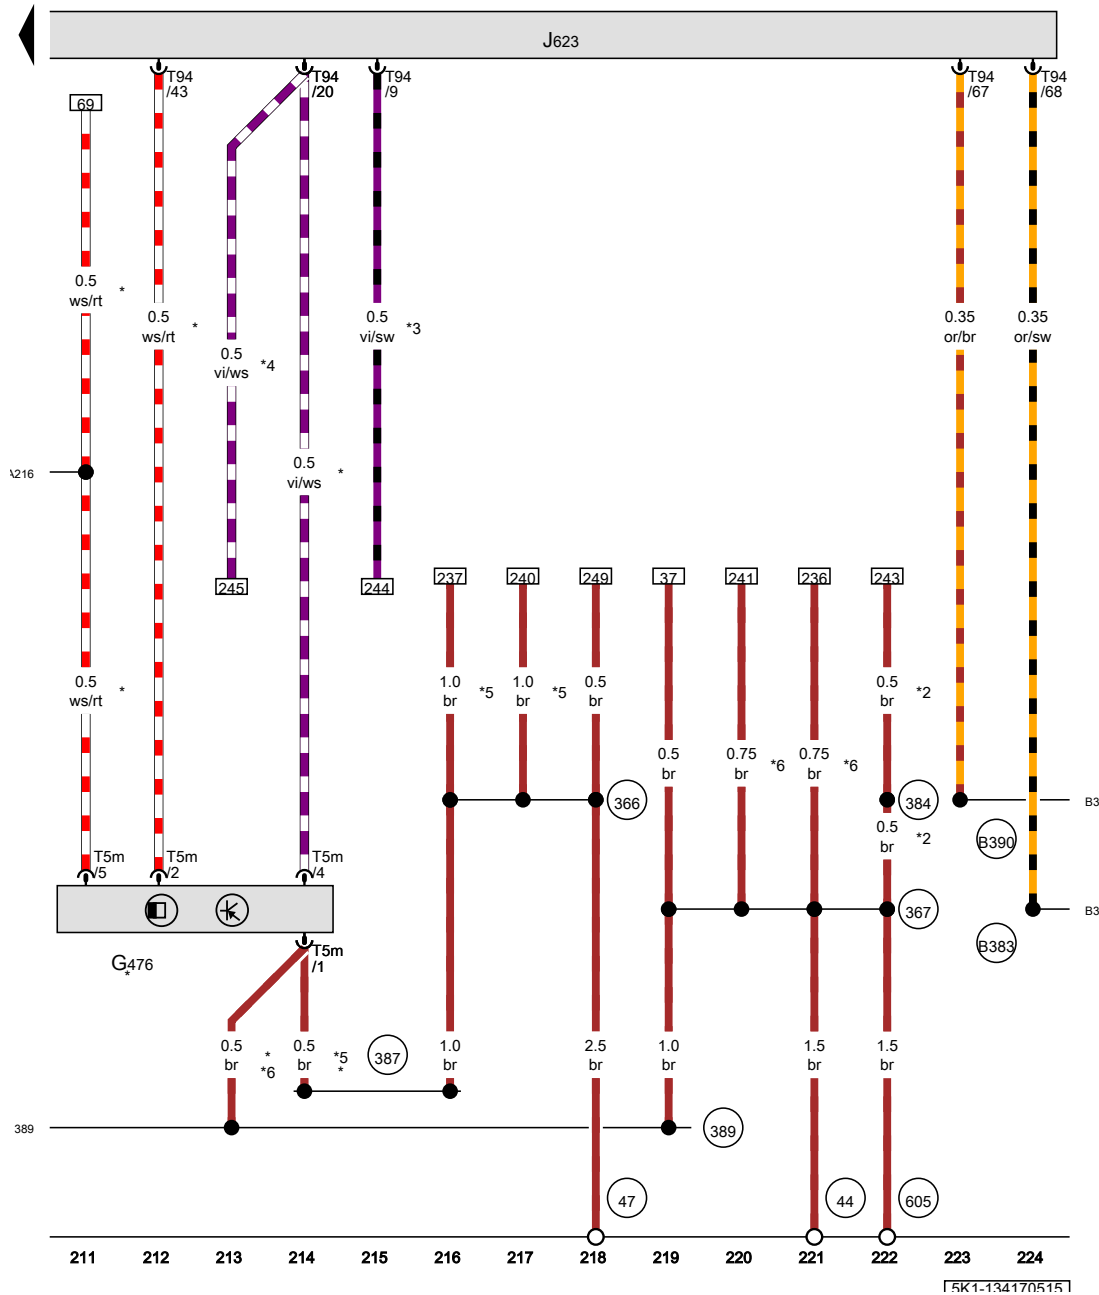 J623
T94 T94 T94 T94 T94
/43 /20 /9 /67 /68
69
0.5
ws/rt *
0.5 0.5 0.35 0.35
ws/rt * vi/sw *3 or/br or/sw
0.5
vi/ws *4
A216
0.5
vi/ws *
245 244 237 240 249 37 241 236 243
0.5 1.0 1.0 0.5 0.5
ws/rt * br *5 br *5 br br *2
0.5 0.75 0.75
br br *6 br *6
366 384 B3
0.5
br *2
B390
T5m T5m T5m
/5 /2 /4
367 B3
B383
T5m
/1
G476
*
0.5 * 0.5 *5 387 1.0 2.5 1.0 1.5 1.5
br *6 br * br br br br br
389 389
47 44 605
211 212 213 214 215 216 217 218 219 220 221 222 223 224
5K1-134170515